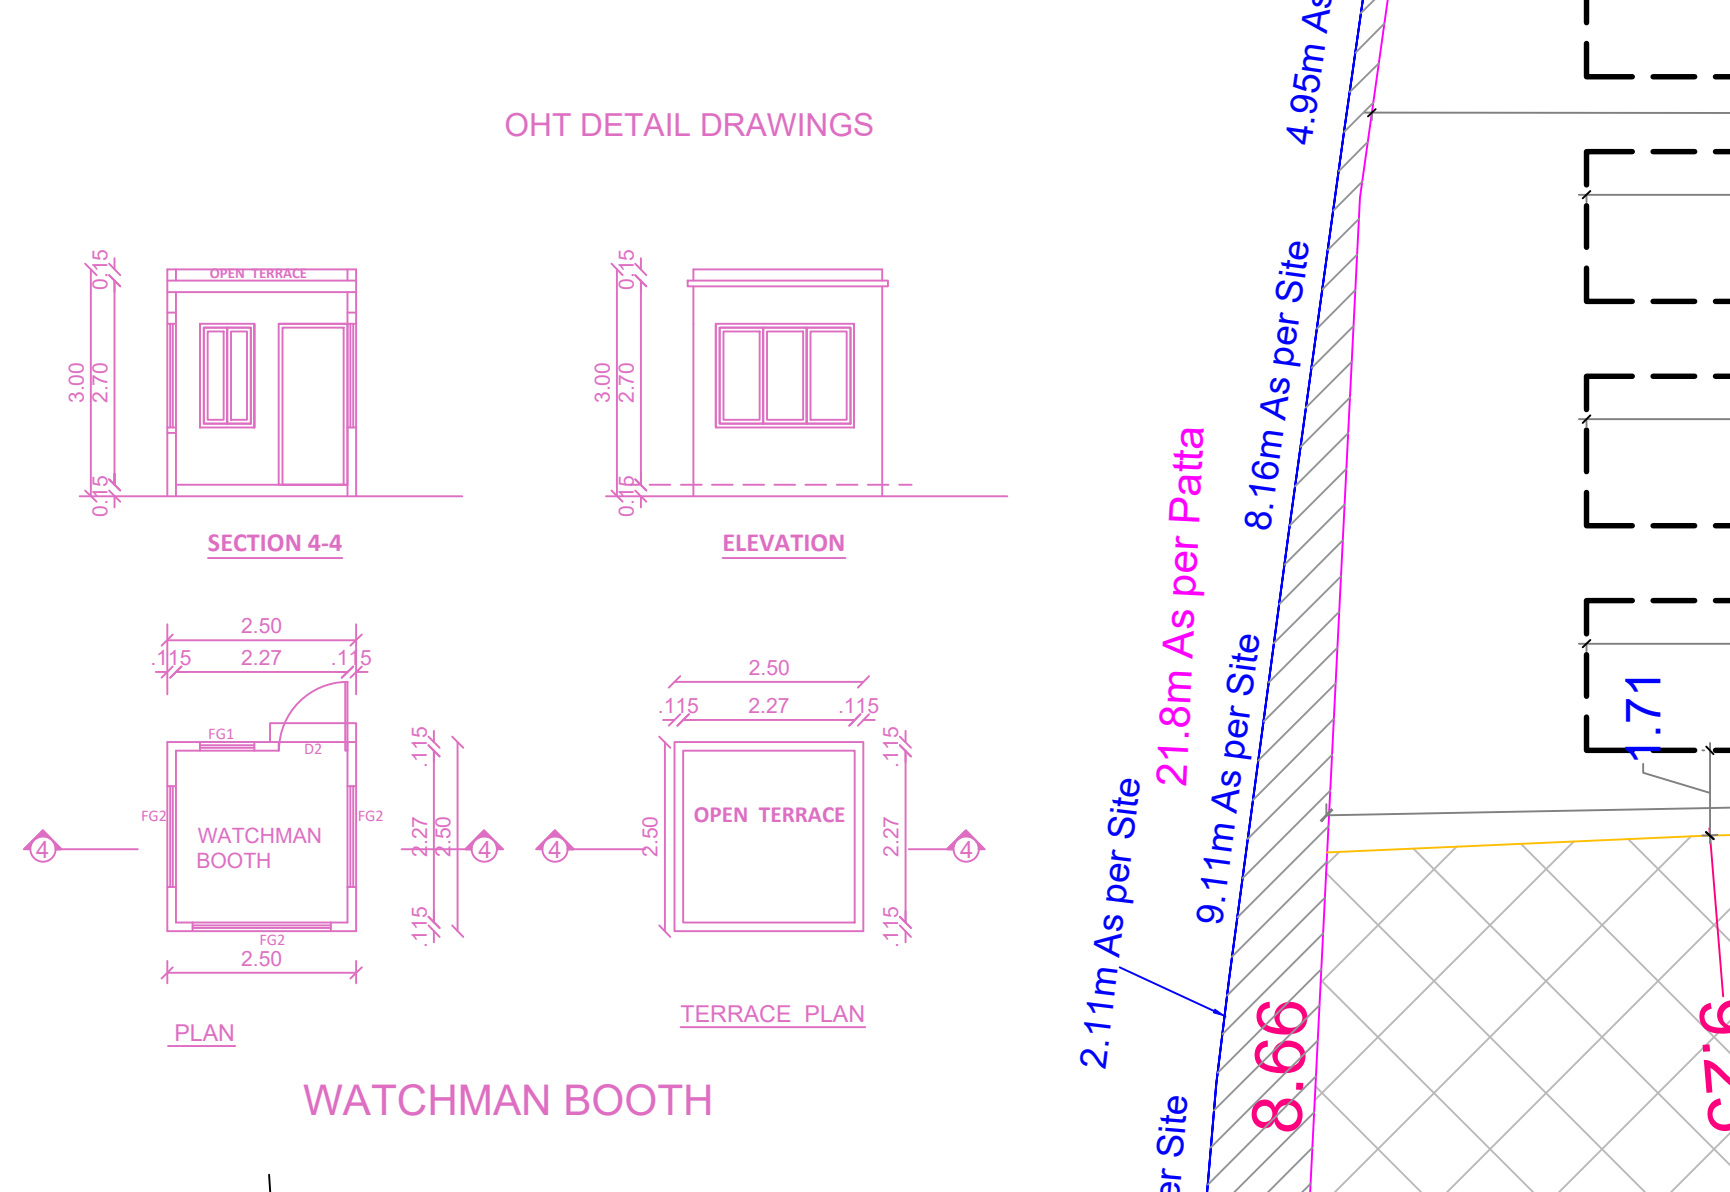 OHT DETAIL DRAWINGS
0.15
3.00
2.70
0.15
OPEN TERRACE
SECTION 4-4
0.15
3.00
2.70
0.15
ELEVATION
2.50
.115
2.27
.115
FG1
D2
FG2
FG2
WATCHMAN
BOOTH
FG2
2.50
.115
2.27
2.50
.115
4
4
PLAN
2.50
.115
2.27
.115
2.50
OPEN TERRACE
.115
2.27
.115
4
4
TERRACE PLAN
WATCHMAN BOOTH
4.95m As
8.16m As per Site
21.8m As per Patta
9.11m As per Site
2.11m As per Site
8.66
1.71
Site